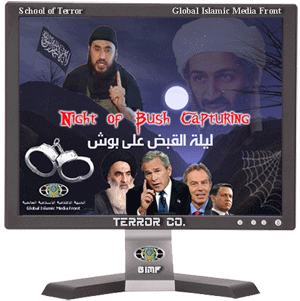 School of Terror
Global Islamic Media Front
Night of Bush Capturing
ليلة القبض على بوش
Global Islamic Media Front
TERROR CO.
GIMF